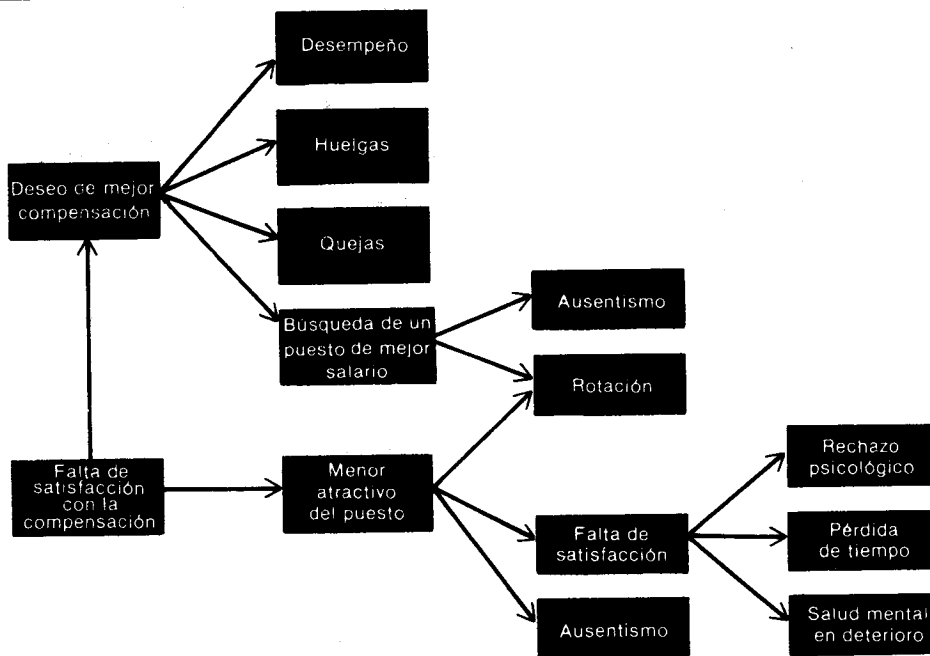 Desempeño
Huelgas
Deseo de mejor
compensación
Quejas
Ausentismo
Búsqueda de un
puesto de mejor
salario
Rotación
Falta de
satisfacción
con la
compensación
Menor
atractivo
del puesto
Rechazo
psicológico
Falta de
satisfacción
Pérdida
de tiempo
Ausentismo
Salud mental
en deterioro